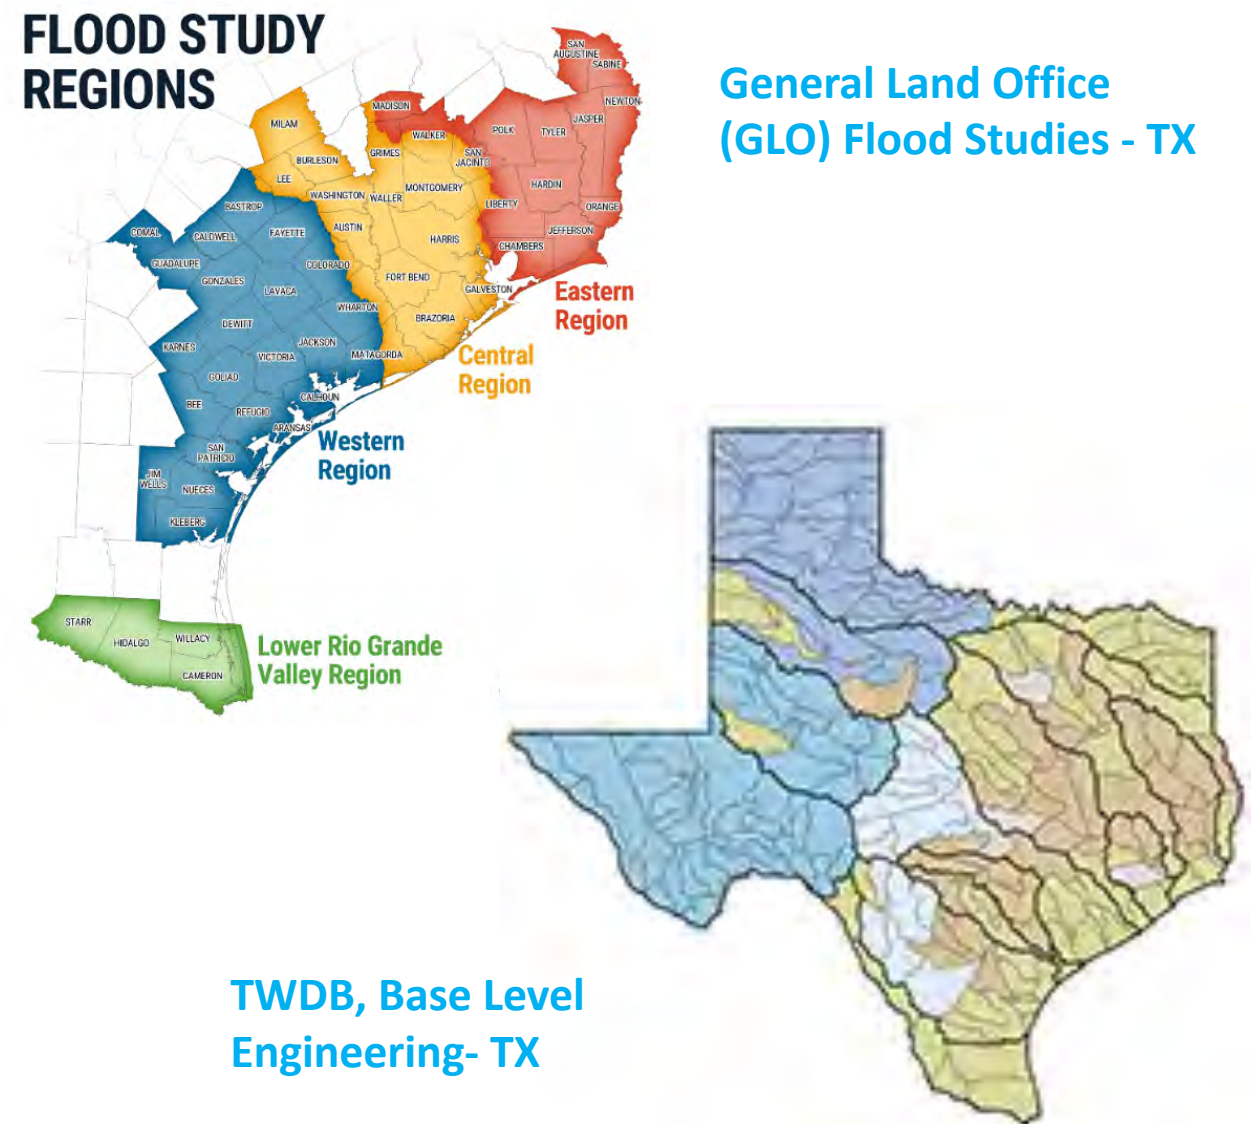 FLOOD STUDY
REGIONS
General Land Office
(GLO) Flood Studies - TX
SAN
AUGUSTINE
SABINE
NEWTON
JASPER
MADISON
POLK
TYLER
WALKER
MILAM
GRIMES
SAN
JACINTO
BURLESON
LEE
MONTGOMERY
HARDIN
WASHINGTON
WALLER
LIBERTY
ORANGE
BASTROP
AUSTIN
JEFFERSON
COMAL
CALDWELL
FAYETTE
HARRIS
CHAMBERS
GUADALUPE
COLORADO
FORT BEND
GONZALES
LAVACA
GALVESTON
Eastern
Region
WHARTON
BRAZORIA
DEWITT
JACKSON
KARNES
VICTORIA
MATAGORDA
Central
Region
GOLIAD
CALHOUN
BEE
REFUGIO
ARANSAS
Western
Region
SAN
PATRICIO
JIM
WELLS
NUECES
KLEBERG
STARR
HIDALGO
WILLACY
CAMERON
Lower Rio Grande
Valley Region
TWDB, Base Level
Engineering- TX